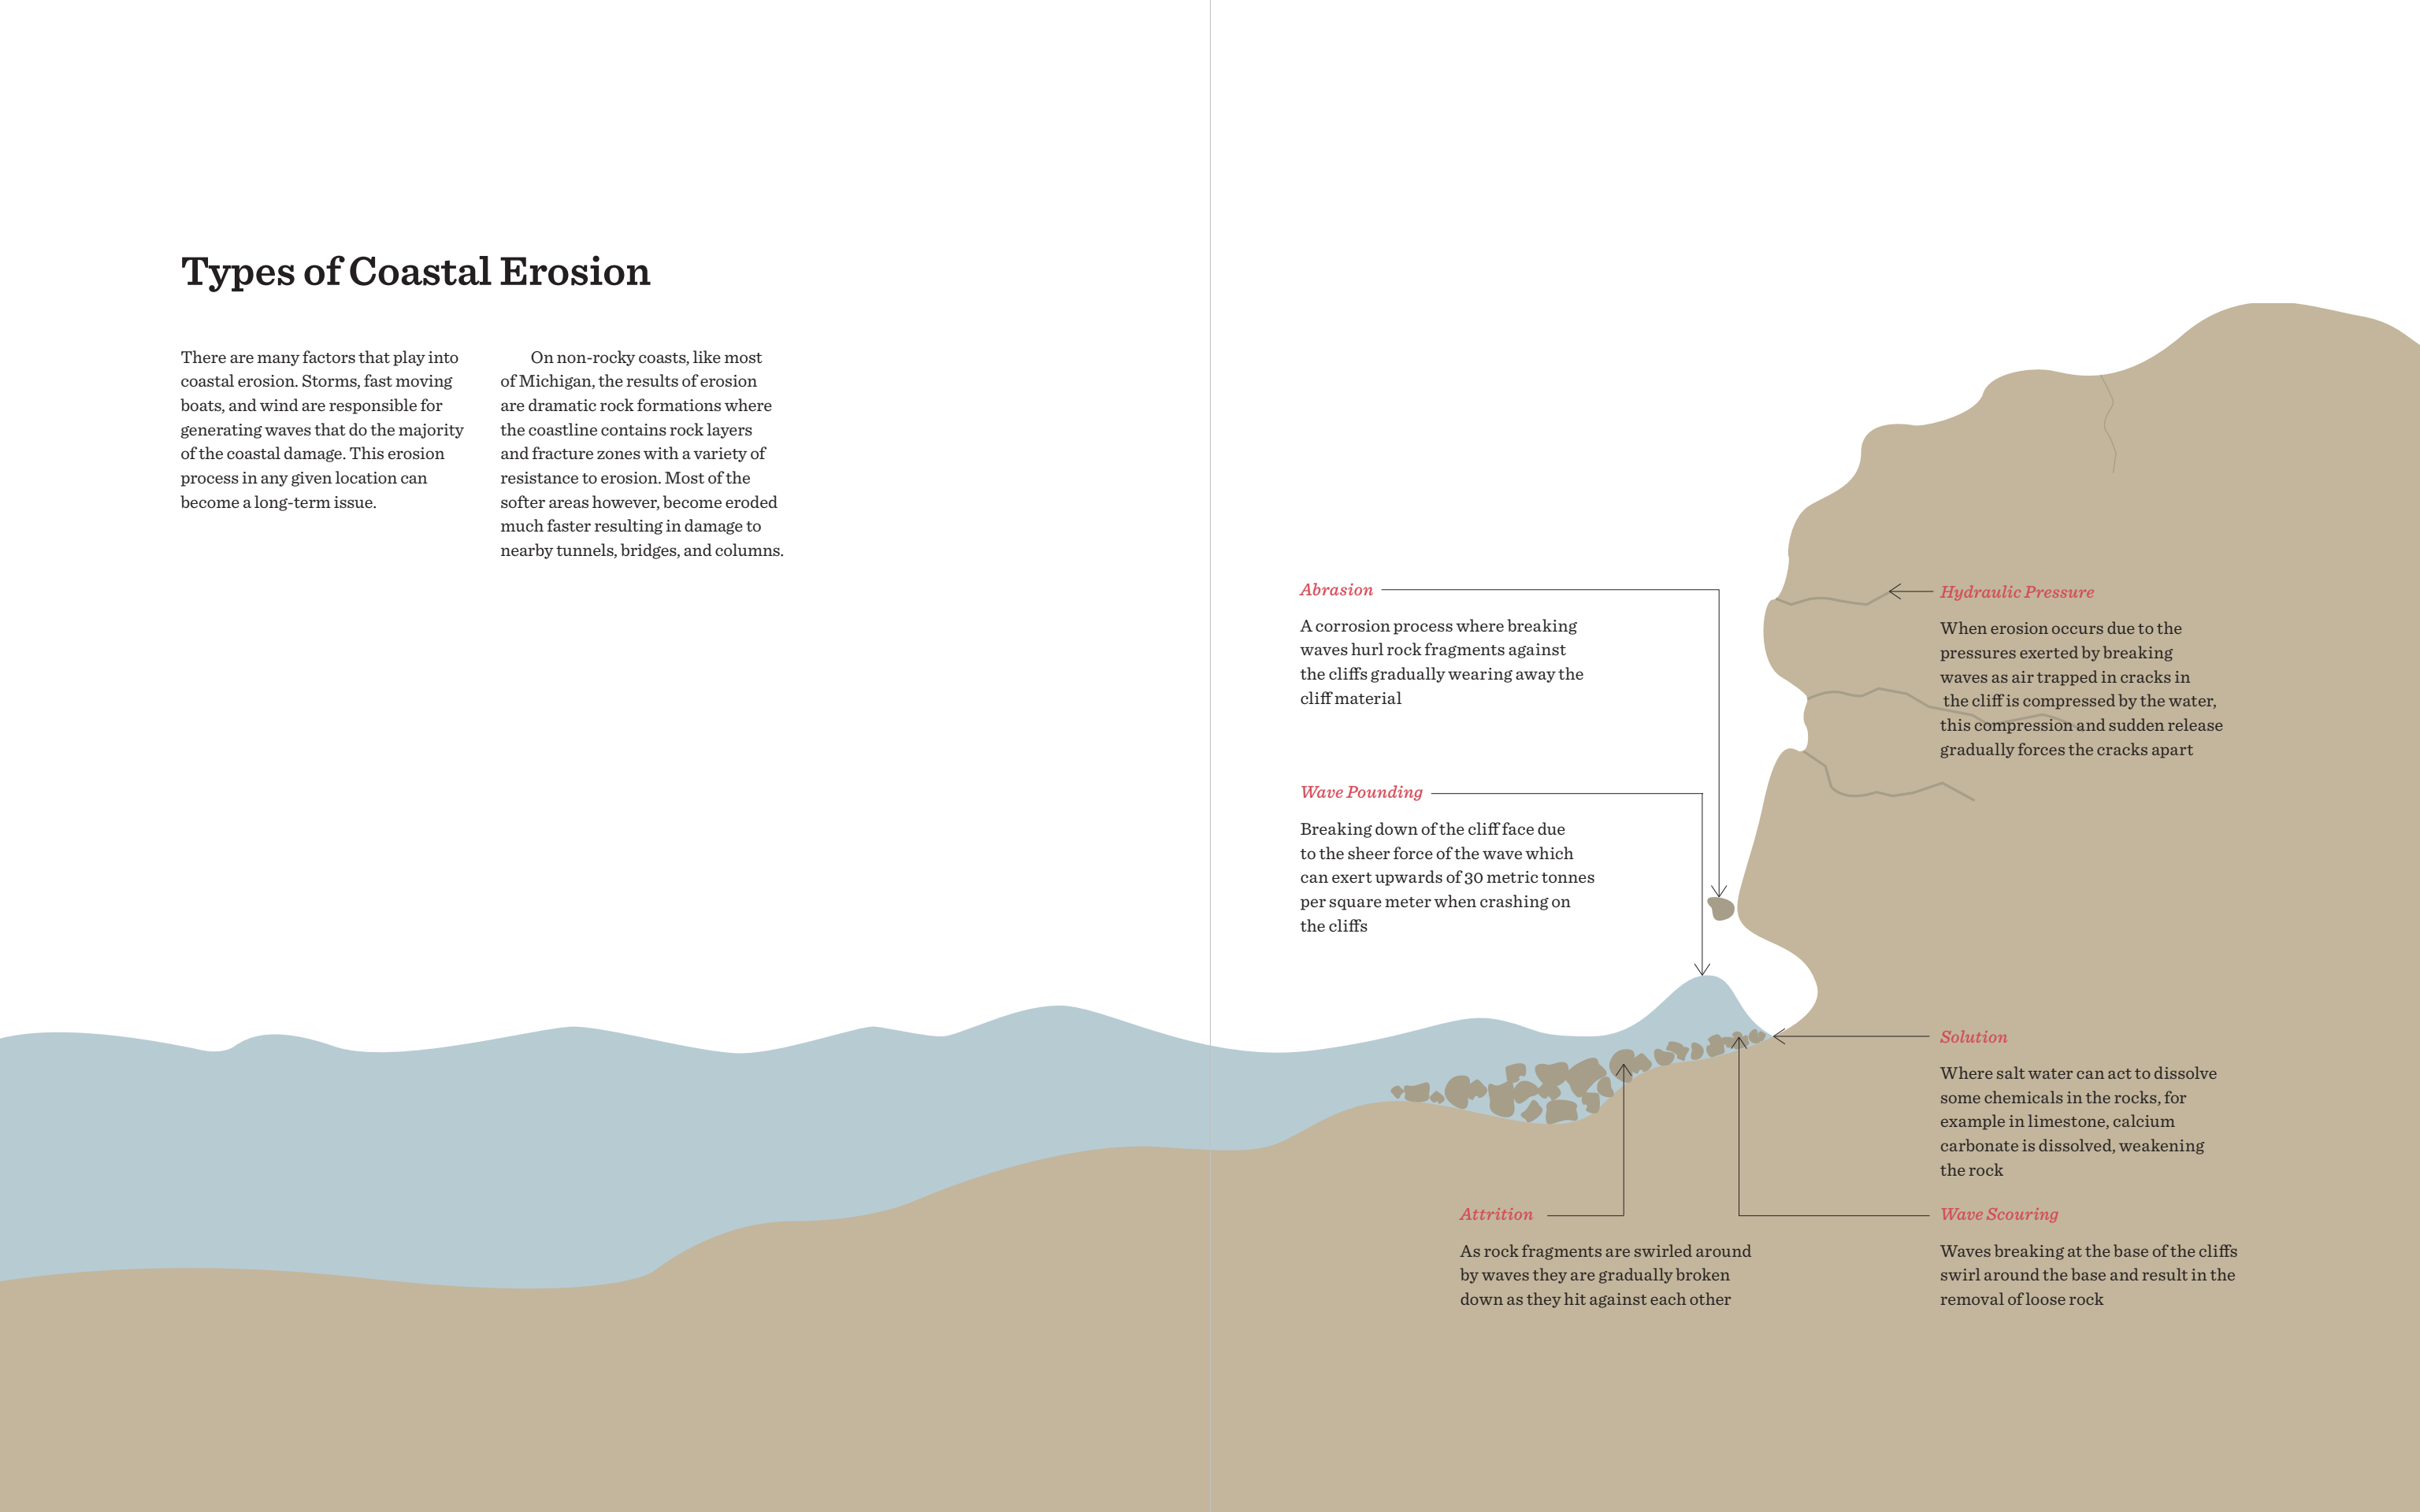 Types of Coastal Erosion
There are many factors that play into
coastal erosion. Storms, fast moving
boats, and wind are responsible for
generating waves that do the majority
of the coastal damage. This erosion
process in any given location can
become a long-term issue.
On non-rocky coasts, like most
of Michigan, the results of erosion
are dramatic rock formations where
the coastline contains rock layers
and fracture zones with a variety of
resistance to erosion. Most of the
softer areas however, become eroded
much faster resulting in damage to
nearby tunnels, bridges, and columns.
Abrasion
A corrosion process where breaking
waves hurl rock fragments against
the cliffs gradually wearing away the
cliff material
Wave Pounding
Breaking down of the cliff face due
to the sheer force of the wave which
can exert upwards of 30 metric tonnes
per square meter when crashing on
the cliffs
Hydraulic Pressure
When erosion occurs due to the
pressures exerted by breaking
waves as air trapped in cracks in
the cliff is compressed by the water,
this compression and sudden release
gradually forces the cracks apart
Solution
Where salt water can act to dissolve
some chemicals in the rocks, for
example in limestone, calcium
carbonate is dissolved, weakening
the rock
Attrition
As rock fragments are swirled around
by waves they are gradually broken
down as they hit against each other
Wave Scouring
Waves breaking at the base of the cliffs
swirl around the base and result in the
removal of loose rock